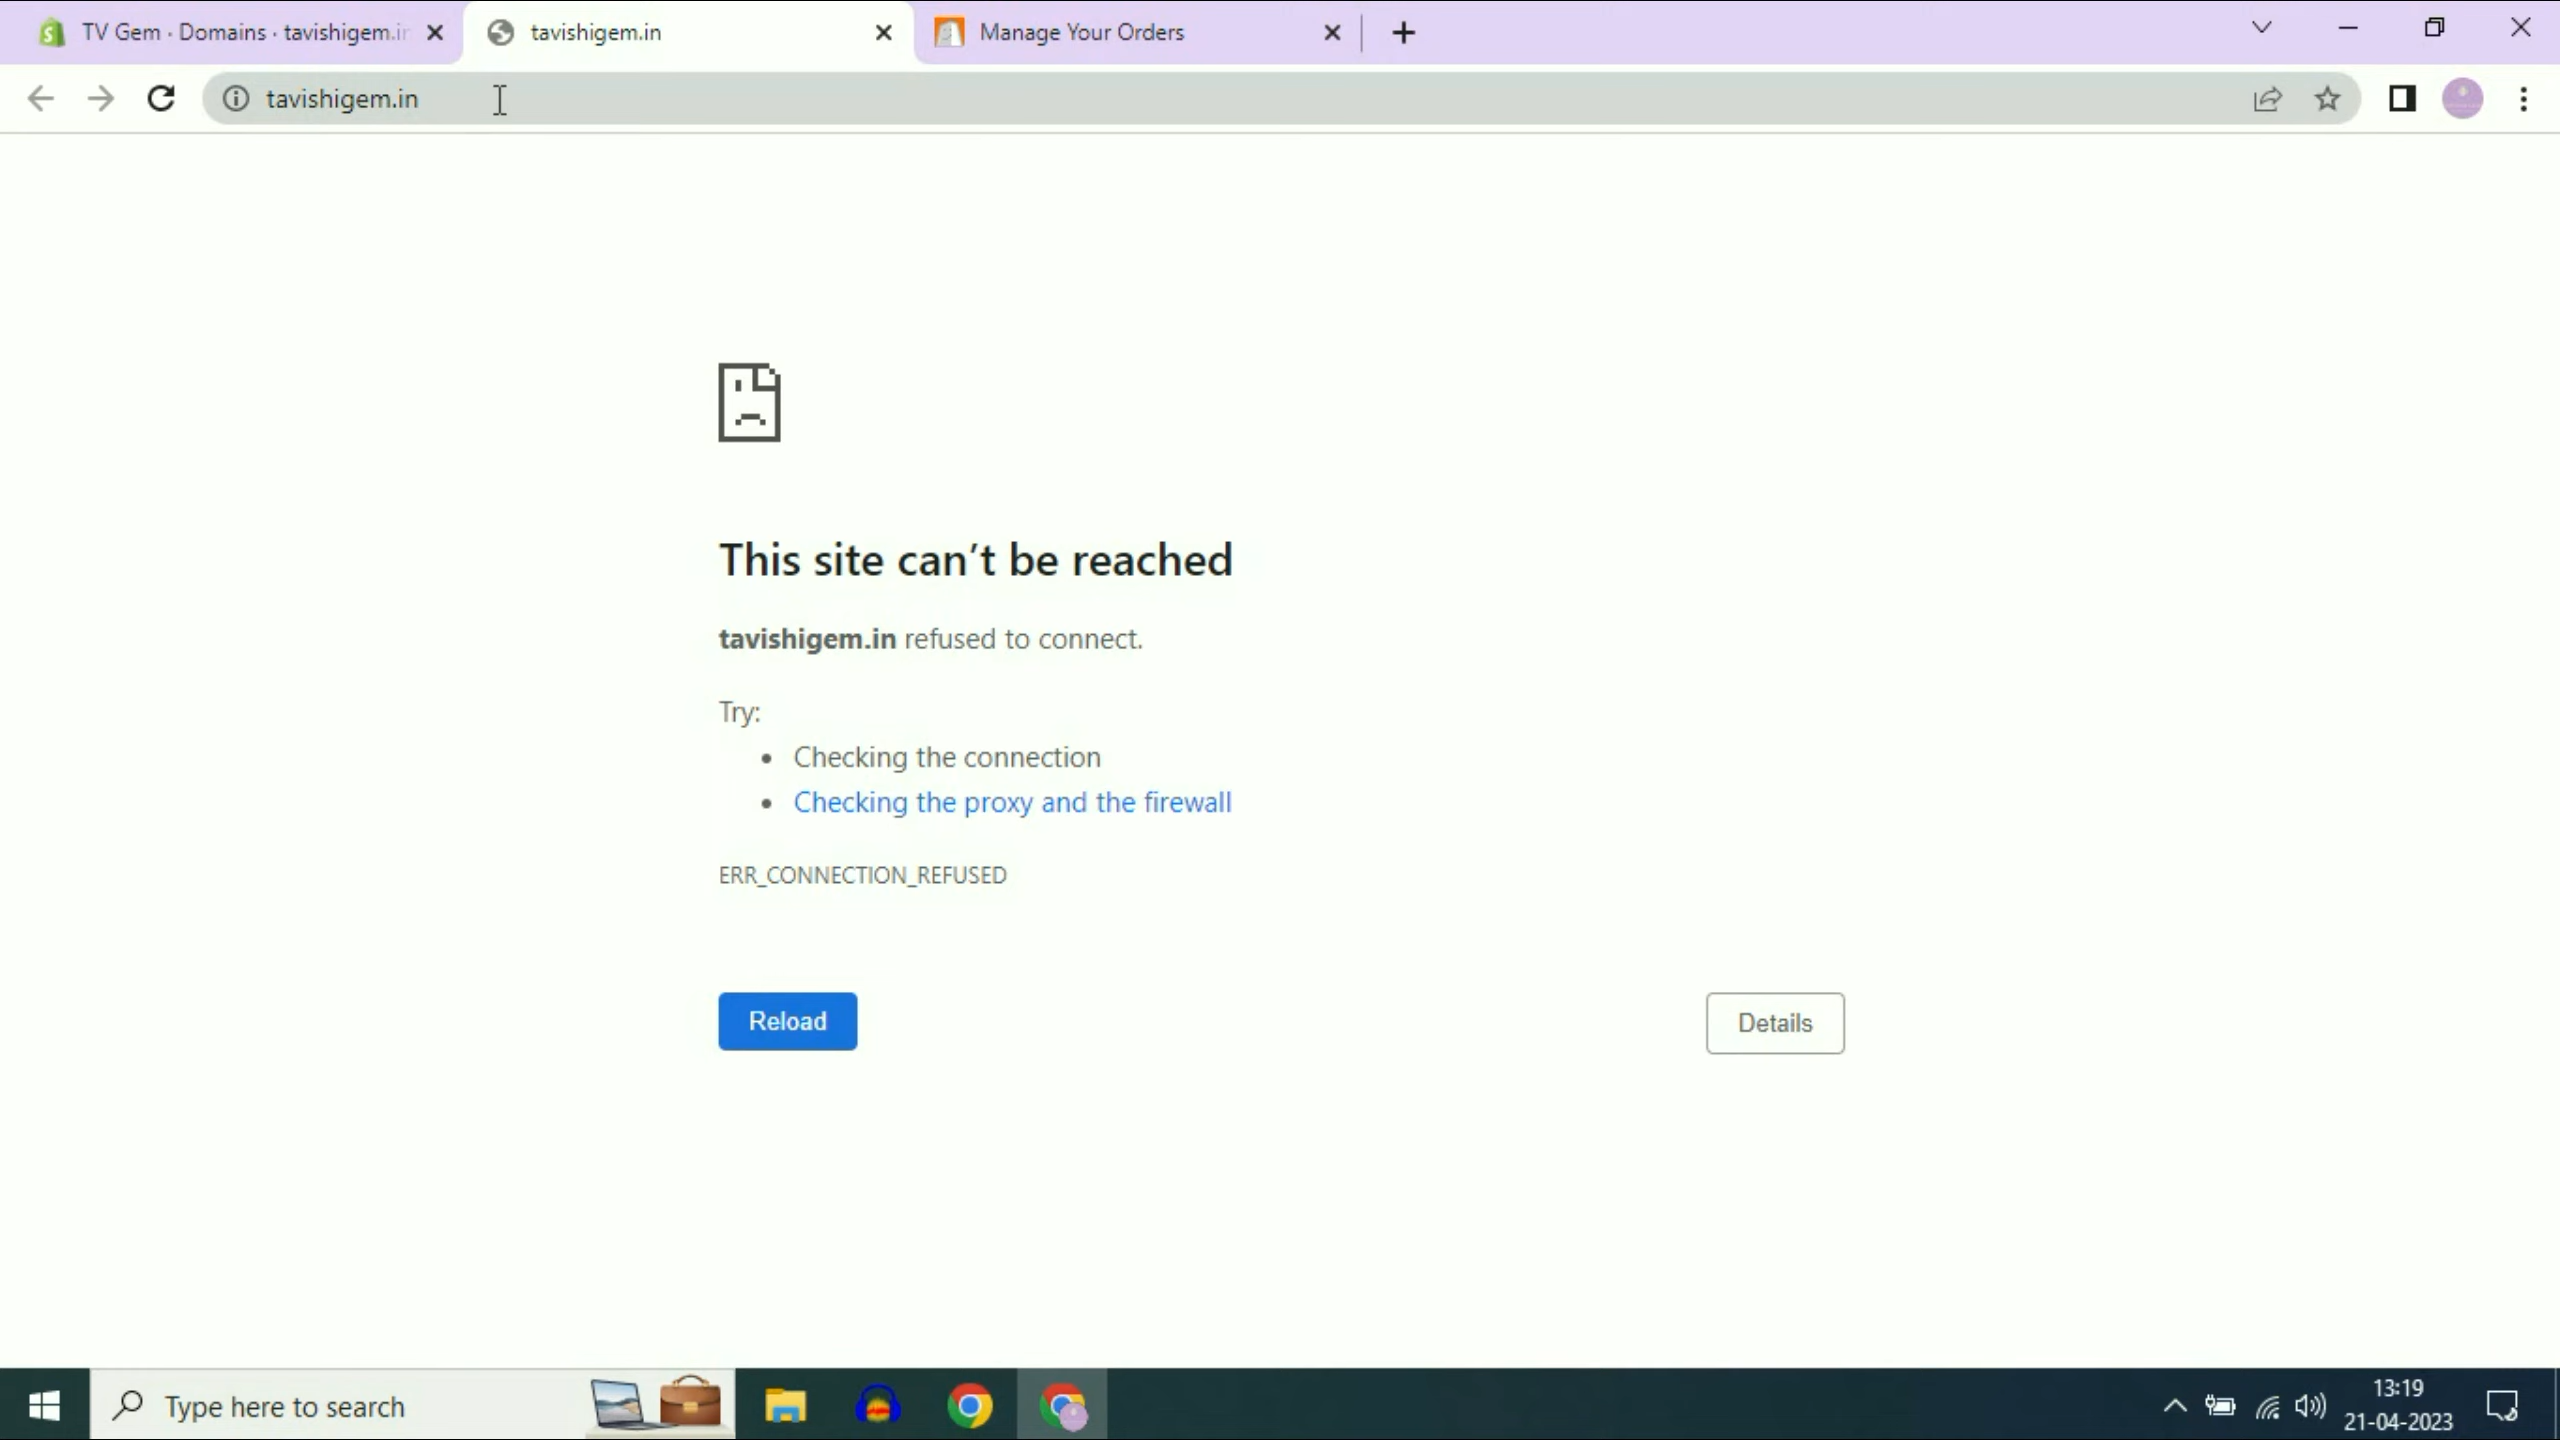 TV Gem · Domains · tavishigem.in
tavishigem.in
Manage Your Orders
tavishigem.in
This site can't be reached
tavishigem.in refused to connect.
Try:
• Checking the connection
• Checking the proxy and the firewall
ERR_CONNECTION_REFUSED
Reload
Details
Type here to search
13:19
21-04-2023